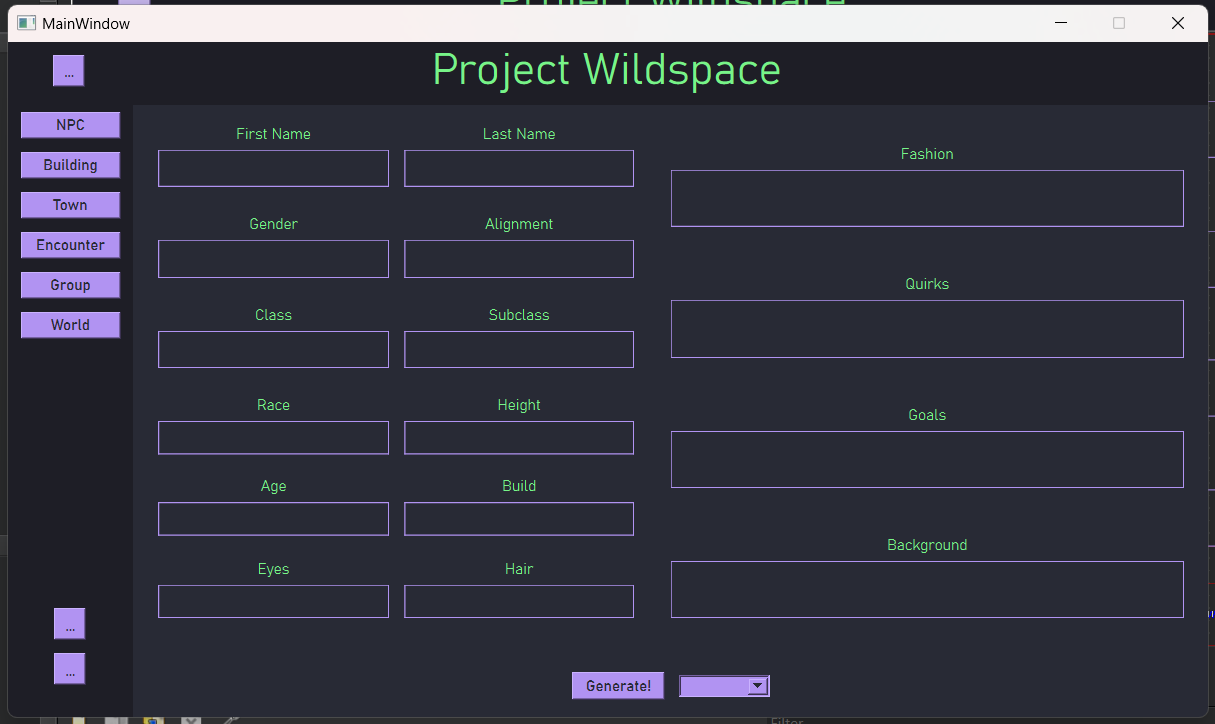 MainWindow
...
Project Wildspace
NPC
Building
Town
Encounter
Group
World
...
...
First Name
Last Name
Gender
Alignment
Class
Subclass
Race
Height
Age
Build
Eyes
Hair
Fashion
Quirks
Goals
Background
Generate!
Filter